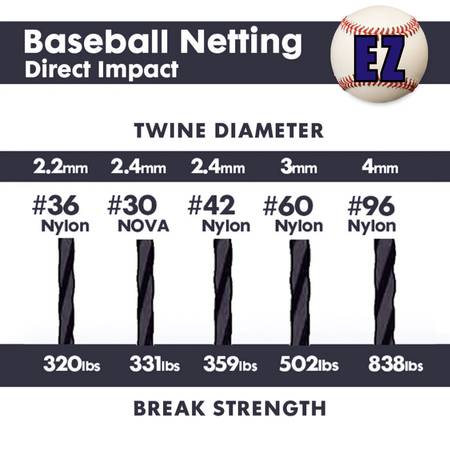 Baseball Netting
Direct Impact
EZ
TWINE DIAMETER
2.2mm 2.4mm 2.4mm 3mm 4mm
#36 #30 #42 #60 #96
Nylon NOVA Nylon Nylon Nylon
320lbs 331lbs 359lbs 502lbs 838lbs
BREAK STRENGTH